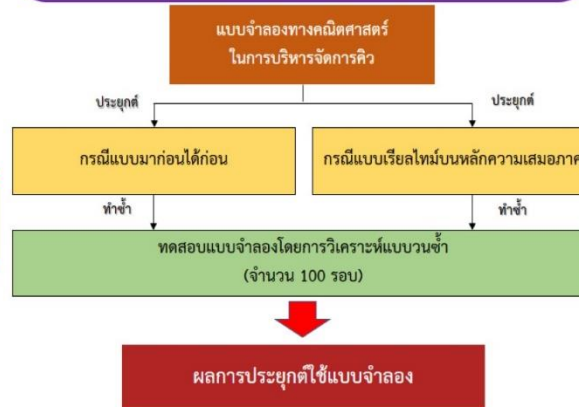 แบบจำลองทางคณิตศาสตร์
ในการบริหารจัดการคิว
ประยุกต์
ประยุกต์
กรณีแบบมาก่อนได้ก่อน
กรณีแบบเรียลไทม์บนหลักความเสมอภาค
ทำซ้ำ
ทำซ้ำ
ทดสอบแบบจำลองโดยการวิเคราะห์แบบวนซ้ำ
(จำนวน 100 รอบ)
ผลการประยุกต์ใช้แบบจำลอง